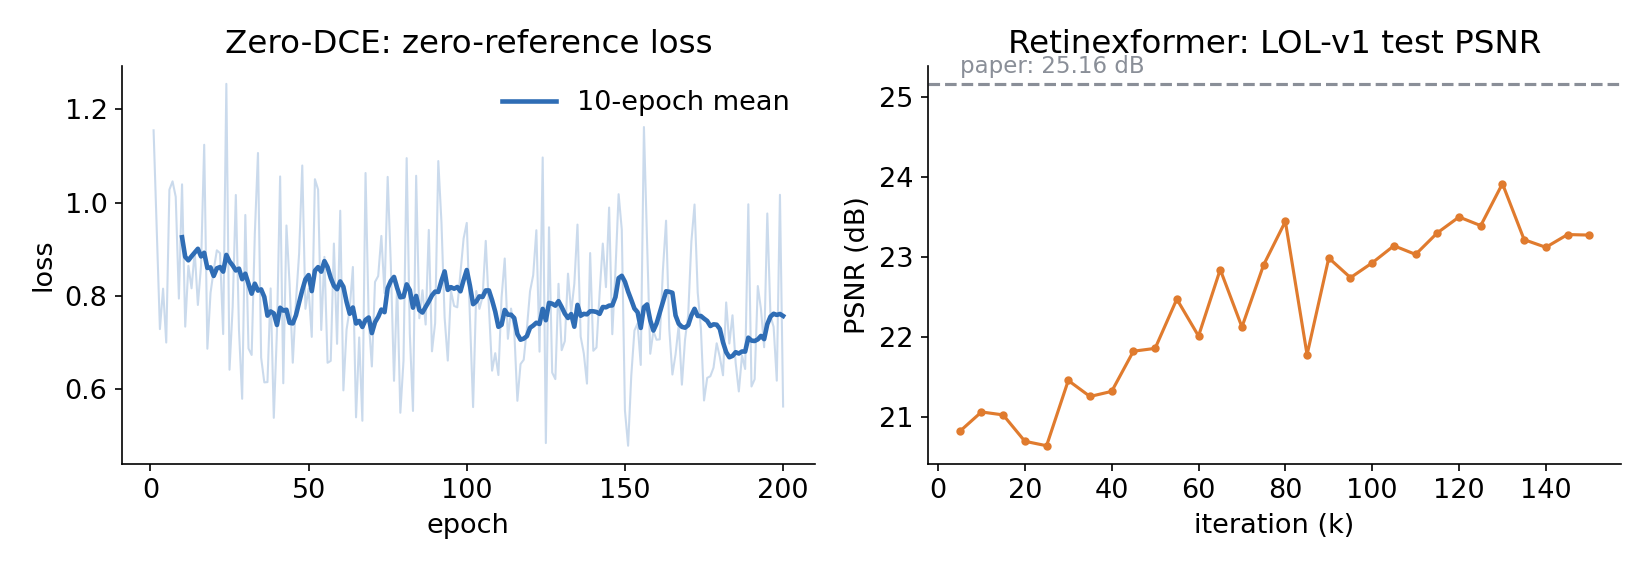 Zero-DCE: zero-reference loss
10-epoch mean
loss
1.2
1.0
0.8
0.6
0 50 100 150 200
epoch
Retinexformer: LOL-v1 test PSNR
paper: 25.16 dB
PSNR (dB)
25
24
23
22
21
0 20 40 60 80 100 120 140
iteration (k)